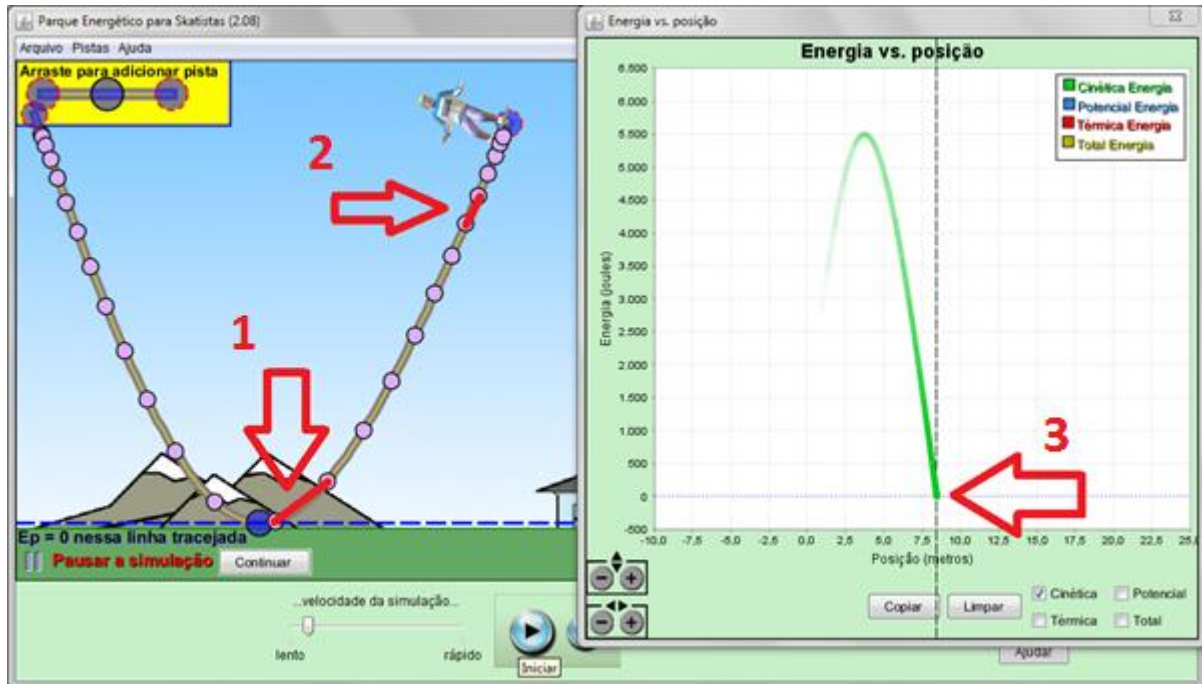 Parque Energético para Skatistas (2.08)
Arquivo Pistas Ajuda
Arraste para adicionar pista
2
1
Ep = 0 nessa linha tracejada
Pausar a simulação
Continuar
...velocidade da simulação...
lento
rápido
Iniciar
Ajudar
Energia vs. posição
Energia vs. posição
6.500
6.000
5.500
5.000
4.500
4.000
3.500
3.000
2.500
2.000
1.500
1.000
500
0
-500
Energia (joules)
Cinética Energia
Potencial Energia
Térmica Energia
Total Energia
3
-10,0 -7,5 -5,0 -2,5 0,0 2,5 5,0 7,5 10,0 12,5 15,0 17,5 20,0 22,5 25,0
Posição (metros)
Copiar
Limpar
Cinética
Potencial
Térmica
Total